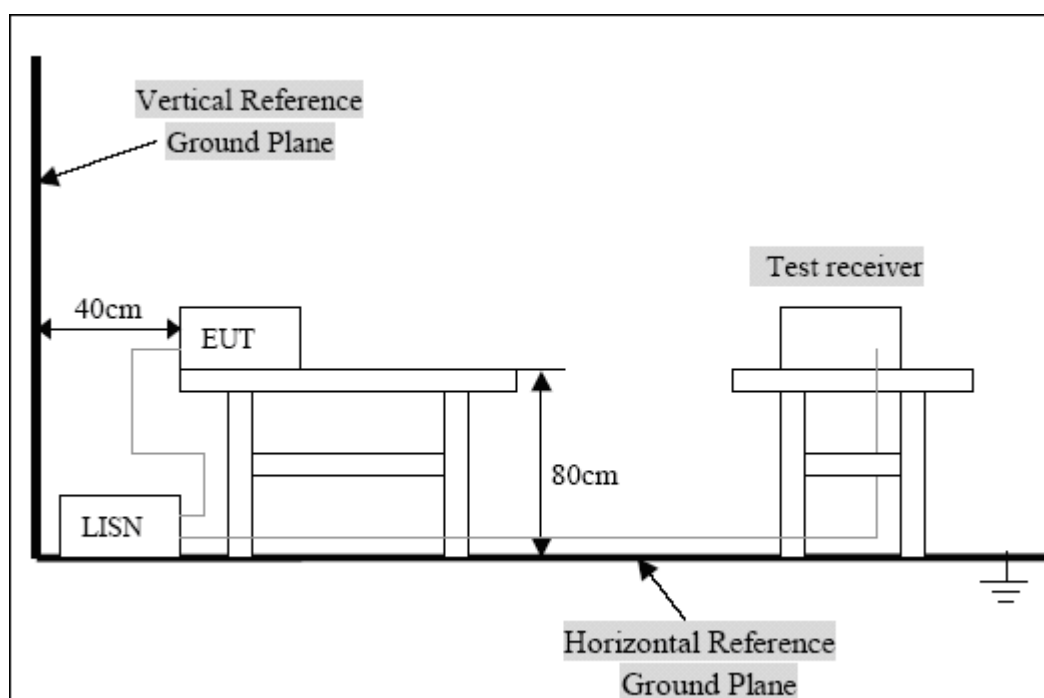 Vertical Reference
Ground Plane
Test receiver
40cm
EUT
80cm
LISN
Horizontal Reference
Ground Plane